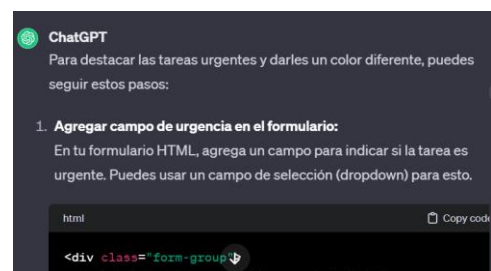 ChatGPT
Para destacar las tareas urgentes y darles un color diferente, puedes
seguir estos pasos:
1. Agregar campo de urgencia en el formulario:
En tu formulario HTML, agrega un campo para indicar si la tarea es
urgente. Puedes usar un campo de selección (dropdown) para esto.
html Copy code
<div class="form-group"